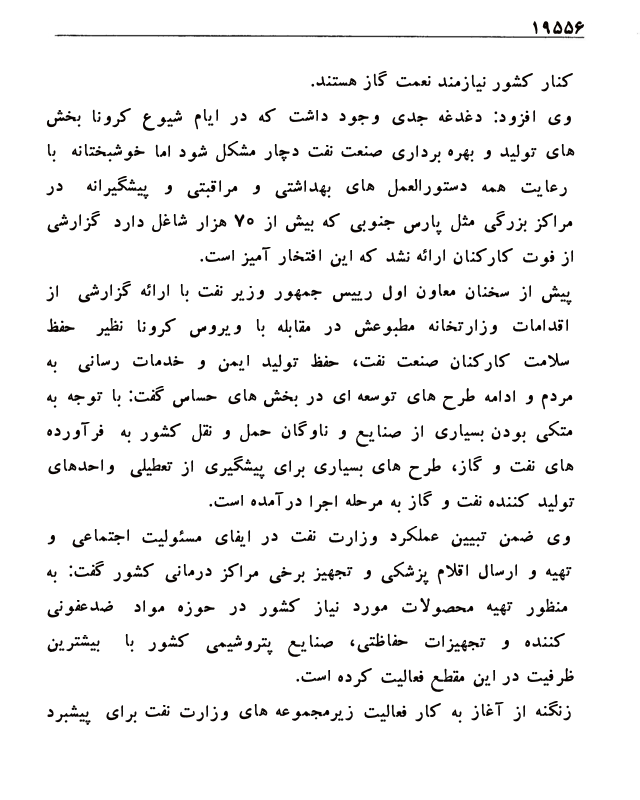 ۱۹۵۵۶
کنار کشور نیازمند نعمت گاز هستند.
وی افزود: دغدغه جدی وجود داشت که در ایام شیوع کرونا بخش
های تولید و بهره برداری صنعت نفت دچار مشکل شود اما خوشبختانه با
رعایت همه دستورالعمل های بهداشتی و مراقبتی و پیشگیرانه در
مراکز بزرگی مثل پارس جنوبی که بیش از ۷۰ هزار شاغل دارد گزارشی
از فوت کارکنان ارائه نشد که این افتخار آمیز است.
پیش از سخنان معاون اول رییس جمهور وزیر نفت با ارائه گزارشی از
اقدامات وزارتخانه مطبوعش در مقابله با ویروس کرونا نظیر حفظ
سلامت کارکنان صنعت نفت، حفظ تولید ایمن و خدمات رسانی به
مردم و ادامه طرح های توسعه ای در بخش های حساس گفت: با توجه به
متکی بودن بسیاری از صنایع و ناوگان حمل و نقل کشور به فرآورده
های نفت و گاز، طرح های بسیاری برای پیشگیری از تعطیلی واحدهای
تولید کننده نفت و گاز به مرحله اجرا درآمده است.
وی ضمن تبیین عملکرد وزارت نفت در ایفای مسئولیت اجتماعی و
تهیه و ارسال اقلام پزشکی و تجهیز برخی مراکز درمانی کشور گفت: به
منظور تهیه محصولات مورد نیاز کشور در حوزه مواد ضدعفونی
کننده و تجهیزات حفاظتی، صنایع پتروشیمی کشور با بیشترین
ظرفیت در این مقطع فعالیت کرده است.
زنگنه از آغاز به کار فعالیت زیرمجموعه های وزارت نفت برای پیشبرد